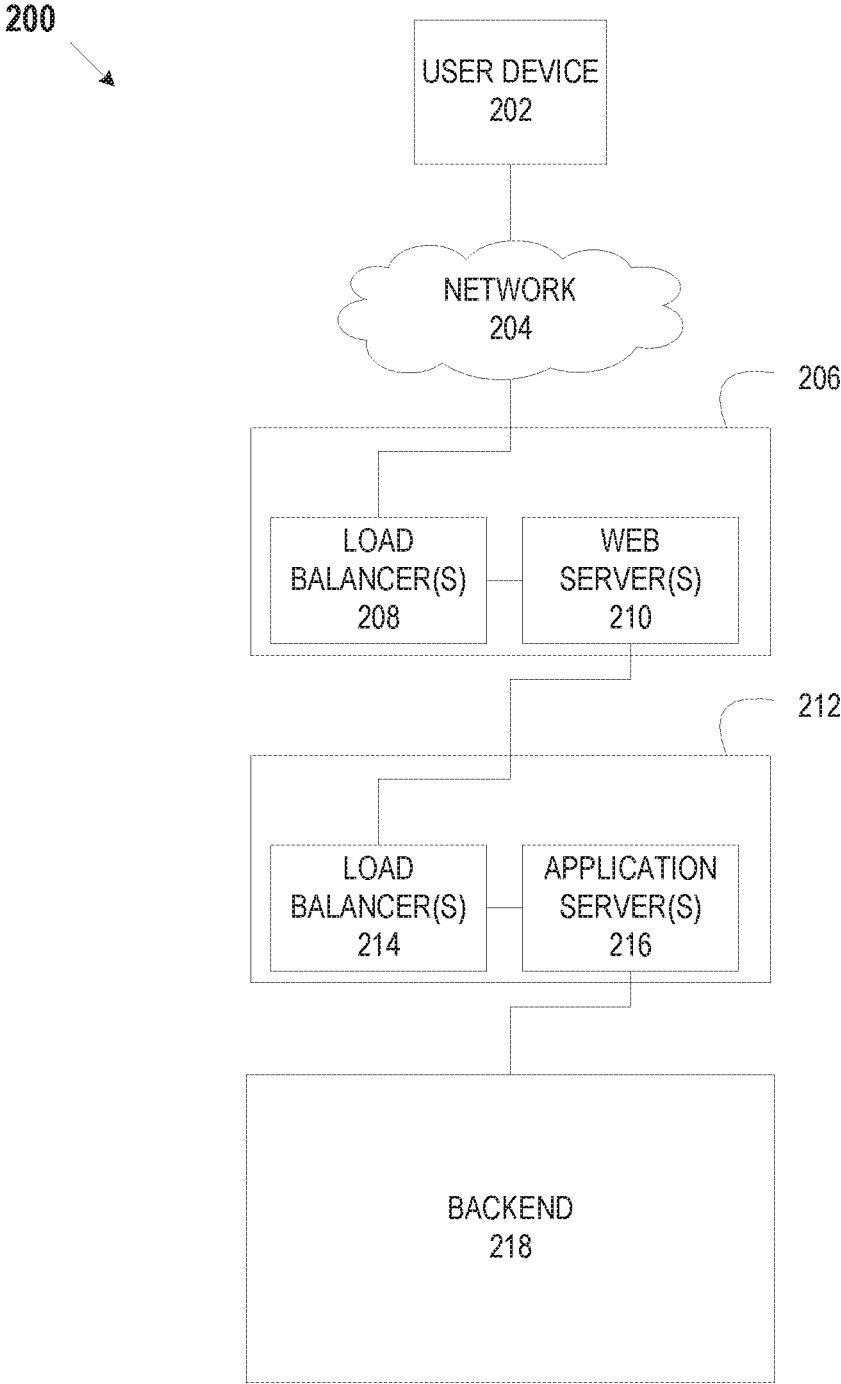 200
USER DEVICE
202
NETWORK
204
206
LOAD
BALANCER(S)
208
WEB
SERVER(S)
210
212
LOAD
BALANCER(S)
214
APPLICATION
SERVER(S)
216
BACKEND
218